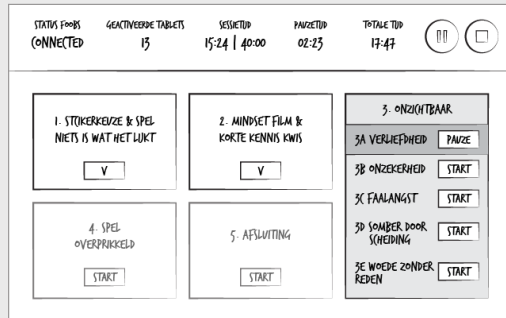 STATUS FOOBS
CONNECTED
GEACTIVEERDE TABLETS
13
SESSIETIJD
15:24 | 40:00
PAUZETIJD
02:23
TOTALE TIJD
17:47
1. STIJKERKEUZE & SPEL
NIETS IS WAT HET LIJKT
V
2. MINDSET FILM &
KORTE KENNIS KWIS
V
3. ONZICHTBAAR
3A VERLIEFDHEID PAUZE
3B ONZEKERHEID START
3C FAALANGST START
3D SOMBER DOOR
SCHEIDING START
3E WOEDE ZONDER
REDEN START
4. SPEL
OVERPRIKKELD
START
5. AFSLUITING
START